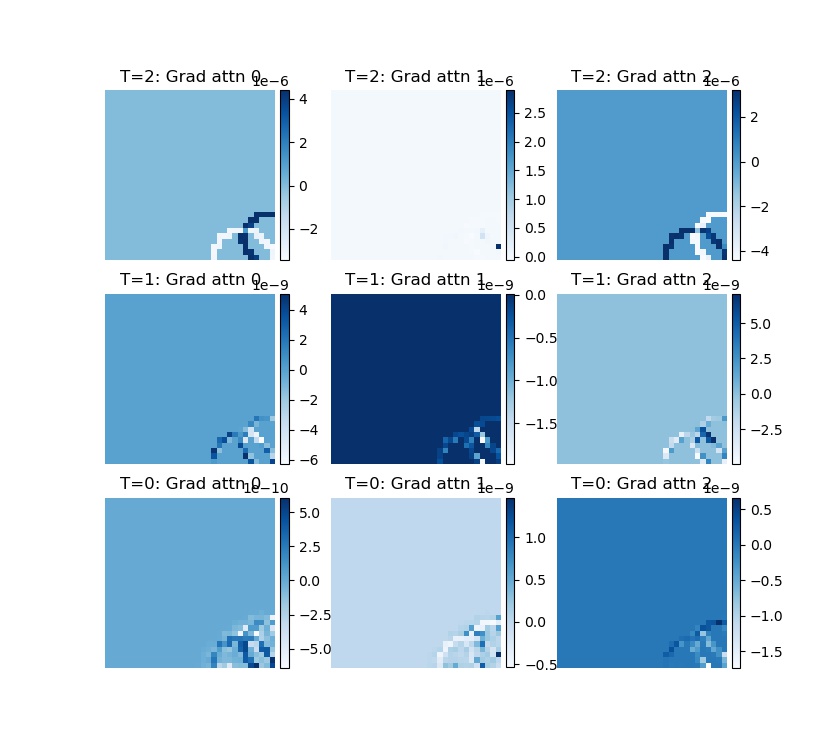 T=2: Grad attn 0
1e−6
4
2
0
−2
T=2: Grad attn 1
1e−6
2.5
2.0
1.5
1.0
0.5
0.0
T=2: Grad attn 2
1e−6
2
0
−2
−4
T=1: Grad attn 0
1e−9
4
2
0
−2
−4
−6
T=1: Grad attn 1
1e−9
0.0
−0.5
−1.0
−1.5
T=1: Grad attn 2
1e−9
5.0
2.5
0.0
−2.5
T=0: Grad attn 0
1e−10
5.0
2.5
0.0
−2.5
−5.0
T=0: Grad attn 1
1e−9
1.0
0.5
0.0
−0.5
T=0: Grad attn 2
1e−9
0.5
0.0
−0.5
−1.0
−1.5